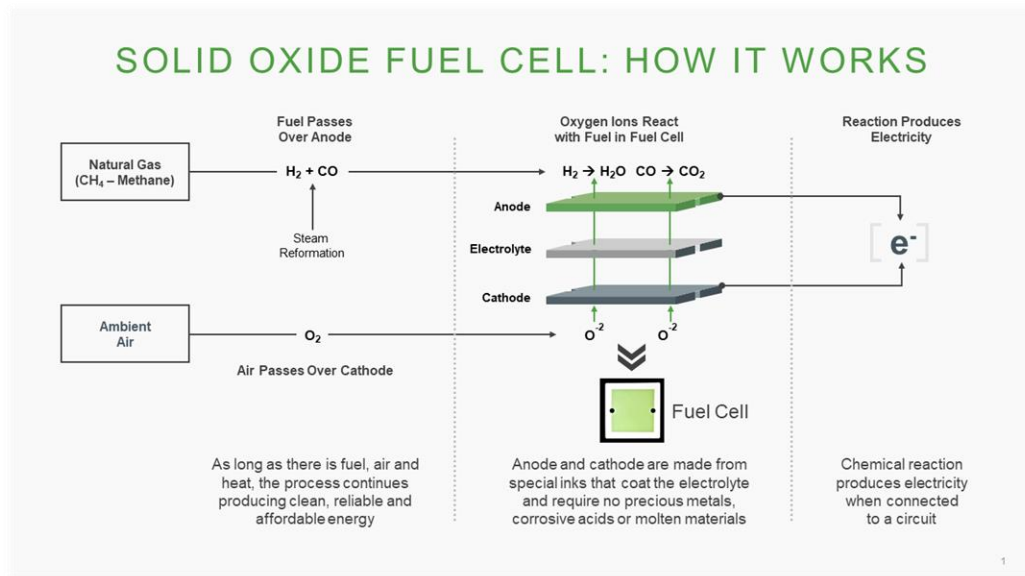 SOLID OXIDE FUEL CELL: HOW IT WORKS
Fuel Passes
Over Anode
Oxygen Ions React
with Fuel in Fuel Cell
Reaction Produces
Electricity
Natural Gas
(CH₄ – Methane)
H₂ + CO
H₂ → H₂O CO → CO₂
Anode
Steam
Reformation
Electrolyte
[e⁻]
Cathode
Ambient
Air
O₂
O⁻² O⁻²
Air Passes Over Cathode
Fuel Cell
As long as there is fuel, air and
heat, the process continues
producing clean, reliable and
affordable energy
Anode and cathode are made from
special inks that coat the electrolyte
and require no precious metals,
corrosive acids or molten materials
Chemical reaction
produces electricity
when connected
to a circuit
1